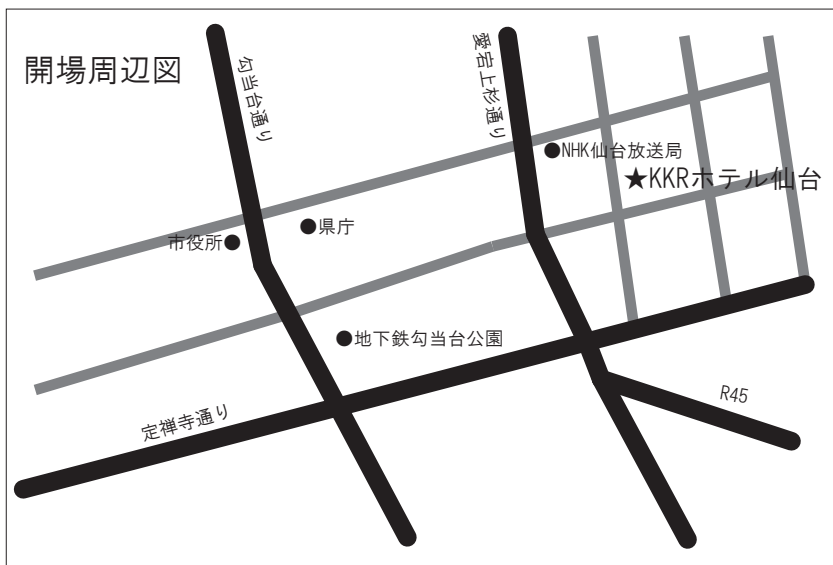 開場周辺図
勾当台通り
愛宕上杉通り
●NHK仙台放送局
★KKRホテル仙台
●県庁
市役所●
●地下鉄勾当台公園
定禅寺通り
R45